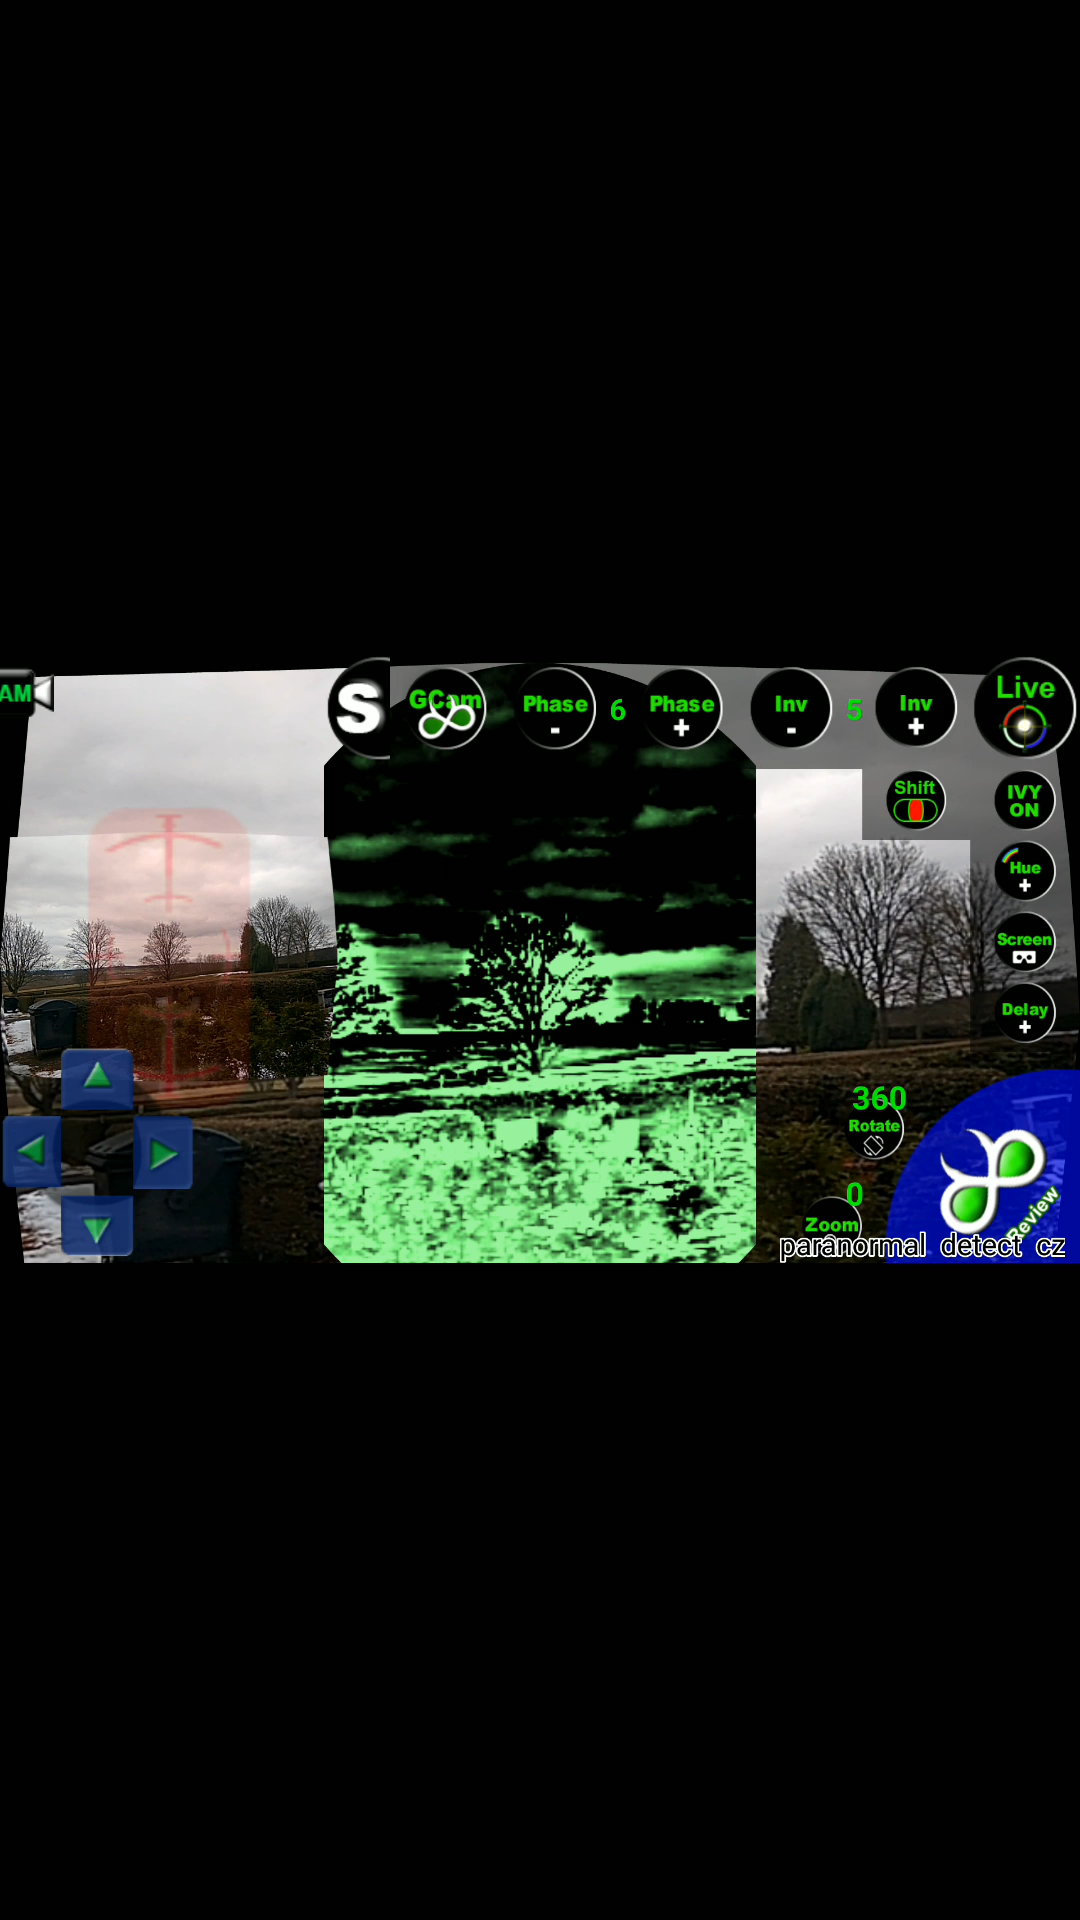 AM
S
GCam
Phase
-
6
Phase
+
Inv
-
5
Inv
+
Live
Shift
IVY
ON
Hue
+
Screen
Delay
+
360
Rotate
0
Zoom
Review
paranormal detect cz